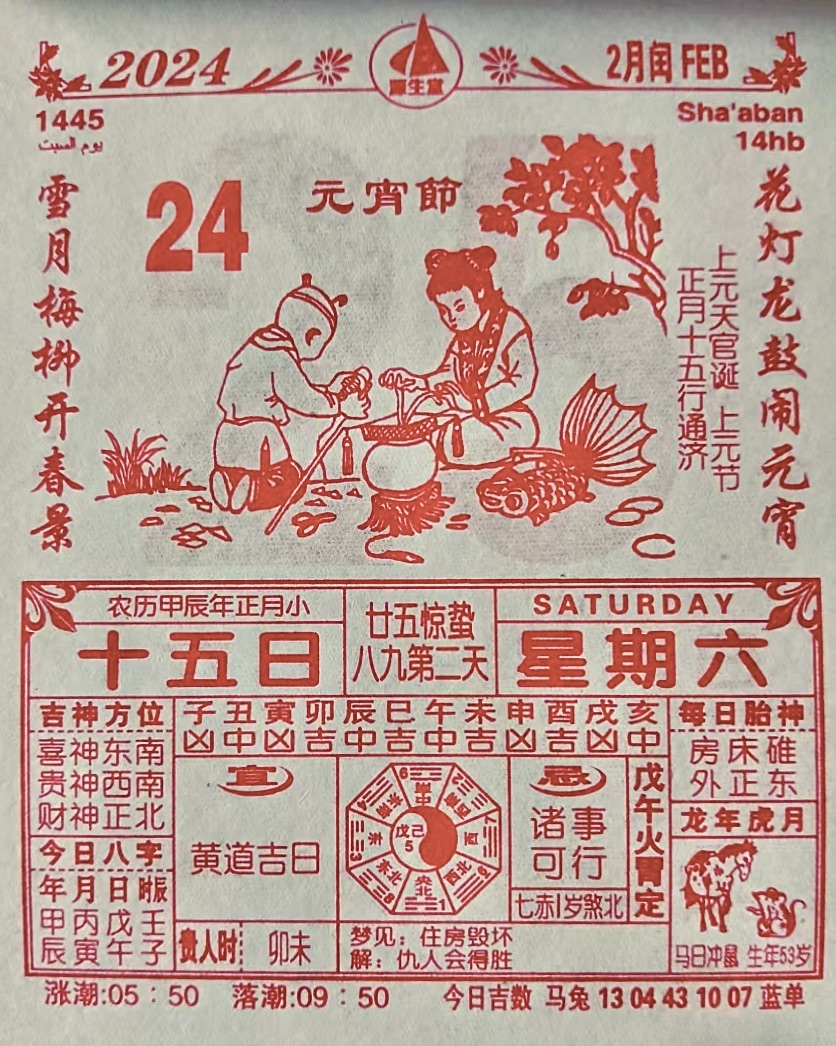 2024
2月闰 FEB
1445
Sha'aban
14hb
يوم السبت
24
元宵節
花灯龙鼓闹元宵
雪月梅柳开春景
上元天官诞 上元节
正月十五行通济
农历甲辰年正月小
十五日
廿五惊蛰
八九第二天
SATURDAY
星期六
吉神方位
喜神东南
贵神西南
财神正北
子丑寅卯辰巳午未申酉戌亥
凶中凶吉中吉中吉凶吉凶中
每日胎神
房床碓
外正东
今日八字
年月日时辰
甲丙戊壬
辰寅午子
宜
黄道吉日
贵人时
卯未
戊己
5
忌
诸事
可行
七赤1岁煞北
戊午火胃定
龙年虎月
马日冲鼠 生年53岁
梦见：住房毁坏
解：仇人会得胜
涨潮:05：50 落潮:09：50 今日吉数 马兔 13 04 43 10 07 蓝单